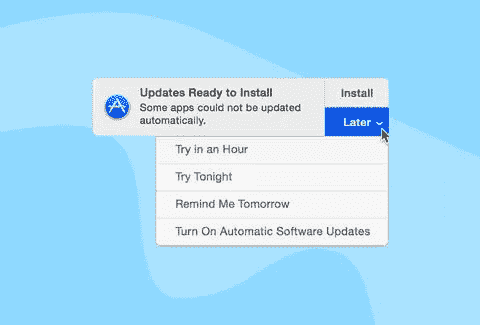 Updates Ready to Install
Some apps could not be updated
automatically.
Install
Later
Try in an Hour
Try Tonight
Remind Me Tomorrow
Turn On Automatic Software Updates